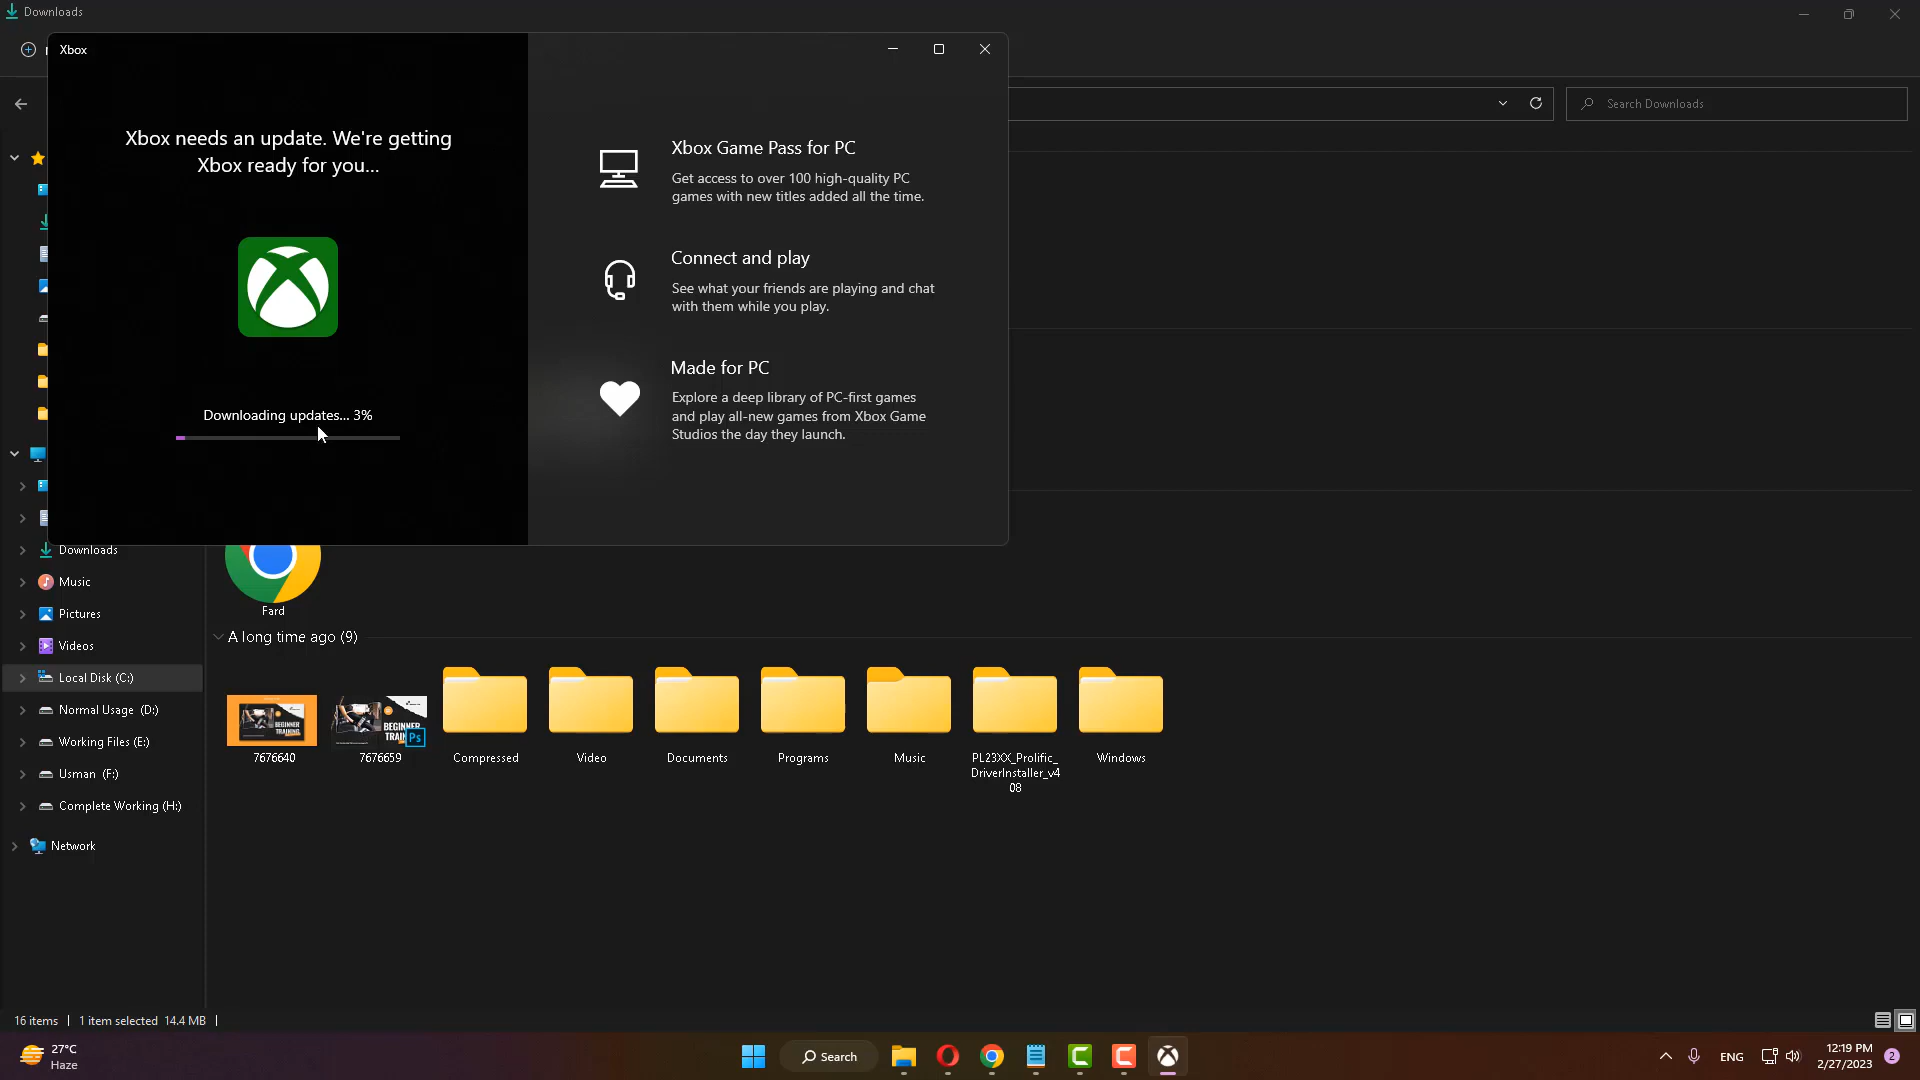 Downloads
Xbox
Xbox needs an update. We're getting
Xbox ready for you...
Downloading updates... 3%
Xbox Game Pass for PC
Get access to over 100 high-quality PC
games with new titles added all the time.
Connect and play
See what your friends are playing and chat
with them while you play.
Made for PC
Explore a deep library of PC-first games
and play all-new games from Xbox Game
Studios the day they launch.
Search Downloads
Downloads
Music
Pictures
Videos
Local Disk (C:)
Normal Usage (D:)
Working Files (E:)
Usman (F:)
Complete Working (H:)
Network
Fard
A long time ago (9)
BEGINNER
BEGINNER
Ps
7676640
7676659
Compressed
Video
Documents
Programs
Music
PL23XX_Prolific_
DriverInstaller_v4
08
Windows
16 items
1 item selected 14.4 MB
27°C
Haze
Search
ENG
12:19 PM
2/27/2023
2